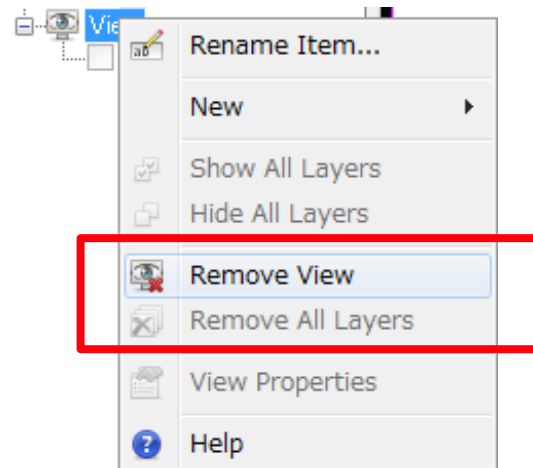 Vie
Rename Item...
New
Show All Layers
Hide All Layers
Remove View
Remove All Layers
View Properties
Help